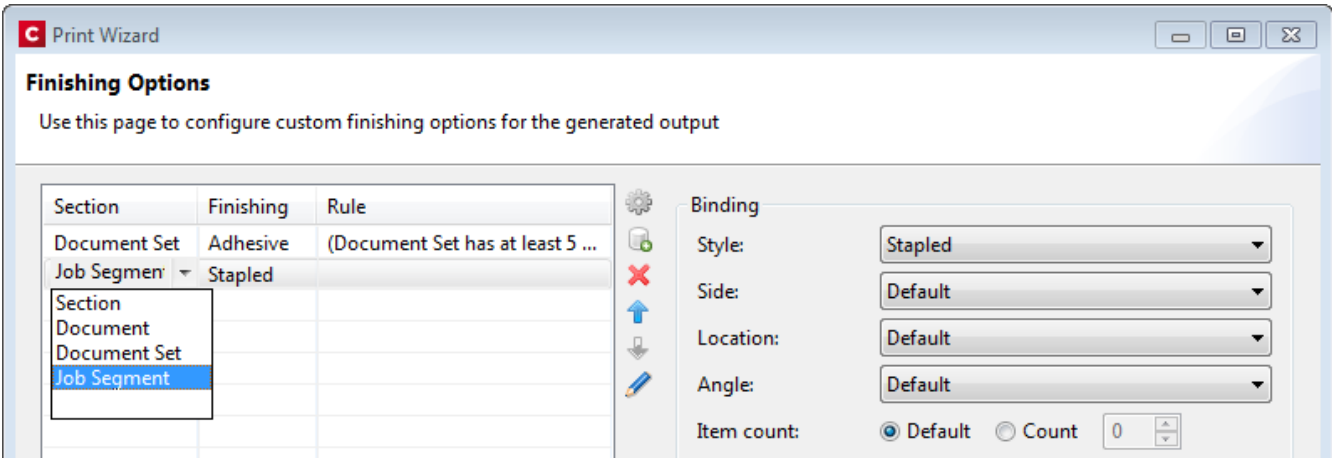 C Print Wizard
Finishing Options
Use this page to configure custom finishing options for the generated output
Section Finishing Rule
Document Set Adhesive (Document Set has at least 5 ...
Job Segment Stapled
Section
Document
Document Set
Job Segment
Binding
Style: Stapled
Side: Default
Location: Default
Angle: Default
Item count: Default Count 0